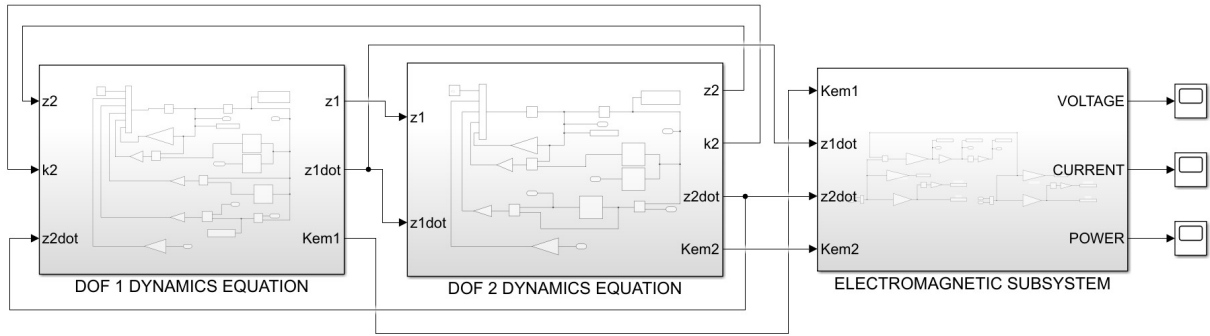 z2
k2
z2dot
z1
z1dot
Kem1
DOF 1 DYNAMICS EQUATION
z1
z1dot
z2
k2
z2dot
Kem2
DOF 2 DYNAMICS EQUATION
Kem1
z1dot
z2dot
Kem2
VOLTAGE
CURRENT
POWER
ELECTROMAGNETIC SUBSYSTEM